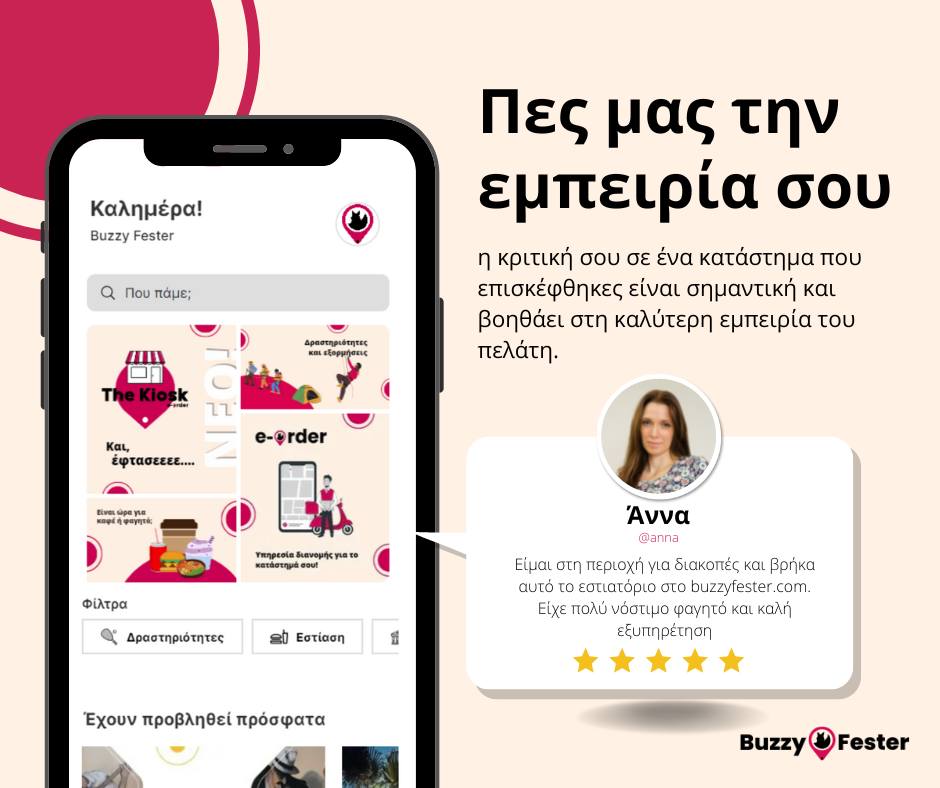 Πες μας την
εμπειρία σου
η κριτική σου σε ένα κατάστημα που
επισκέφθηκες είναι σημαντική και
βοηθάει στη καλύτερη εμπειρία του
πελάτη.
Καλημέρα!
Buzzy Fester
Που πάμε;
The Kiosk
e-order
Και,
έφτασεεεε....
ΝΕΟ!
Δραστηριότητες
και εξορμήσεις
e-order
Υπηρεσία διανομής για το
κατάστημά σου!
Είναι ώρα για
καφέ ή φαγητό;
Φίλτρα
Δραστηριότητες
Εστίαση
Έχουν προβληθεί πρόσφατα
Άννα
@anna
Είμαι στη περιοχή για διακοπές και βρήκα
αυτό το εστιατόριο στο buzzyfester.com.
Είχε πολύ νόστιμο φαγητό και καλή
εξυπηρέτηση
Buzzy Fester